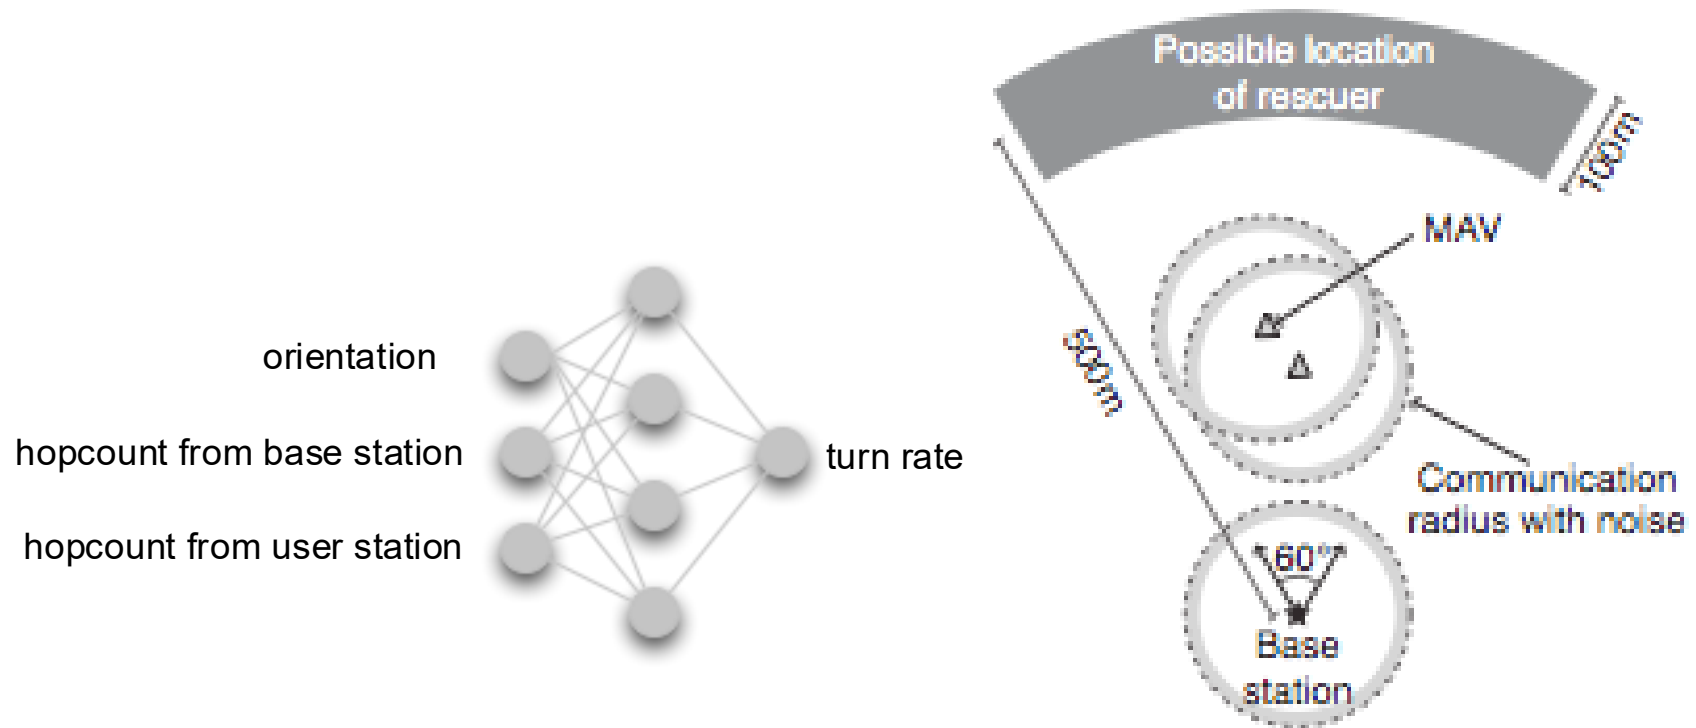 orientation
hopcount from base station
hopcount from user station
turn rate
Possible location
of rescuer
100m
MAV
500m
Communication
radius with noise
60°
Base
station